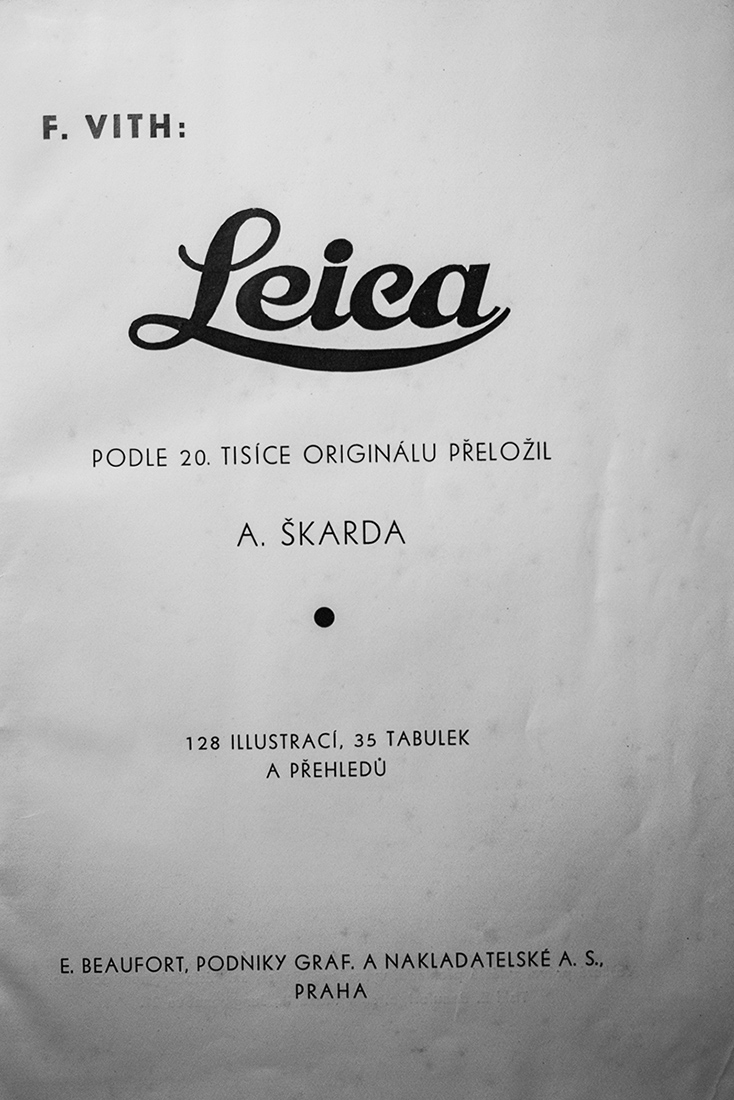 F. VITH:
Leica
PODLE 20. TISÍCE ORIGINÁLU PŘELOŽIL
A. ŠKARDA
128 ILLUSTRACÍ, 35 TABULEK
A PŘEHLEDŮ
E. BEAUFORT, PODNIKY GRAF. A NAKLADATELSKÉ A. S.,
PRAHA